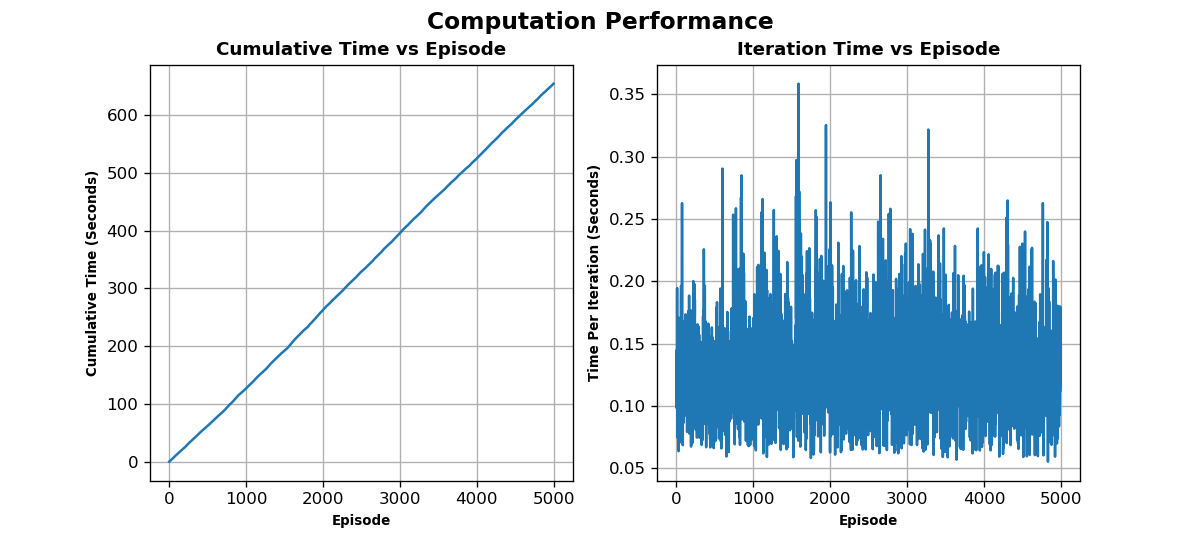 Computation Performance
Cumulative Time vs Episode
Cumulative Time (Seconds)
600
500
400
300
200
100
0
0 1000 2000 3000 4000 5000
Episode
Iteration Time vs Episode
Time Per Iteration (Seconds)
0.35
0.30
0.25
0.20
0.15
0.10
0.05
0 1000 2000 3000 4000 5000
Episode